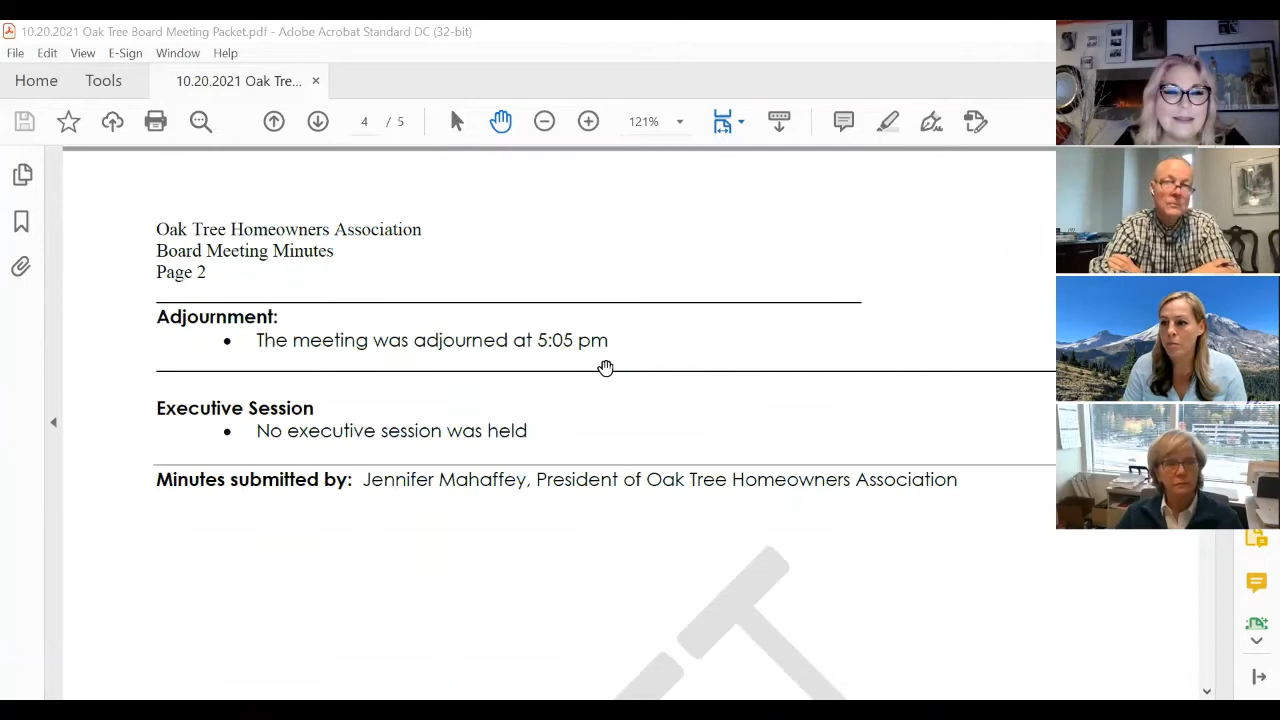 10.20.2021 Oak Tree Board Meeting Packet.pdf - Adobe Acrobat Standard DC (32-bit)
File Edit View E-Sign Window Help
Home Tools 10.20.2021 Oak Tre... ×
4 / 5 121%
Oak Tree Homeowners Association
Board Meeting Minutes
Page 2
Adjournment:
• The meeting was adjourned at 5:05 pm
Executive Session
• No executive session was held
Minutes submitted by: Jennifer Mahaffey, President of Oak Tree Homeowners Association